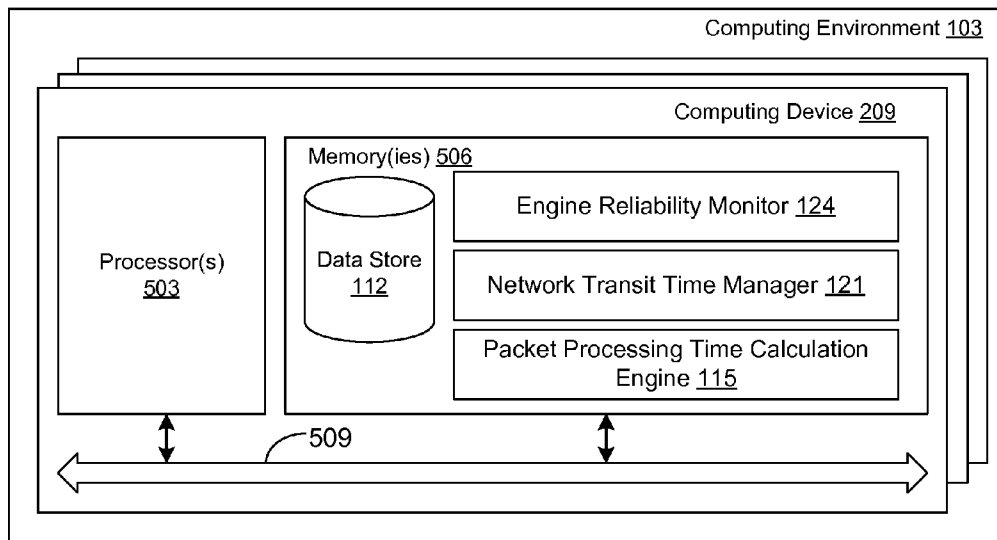 Computing Environment 103
Computing Device 209
Processor(s)
503
Memory(ies) 506
Data Store
112
Engine Reliability Monitor 124
Network Transit Time Manager 121
Packet Processing Time Calculation
Engine 115
509